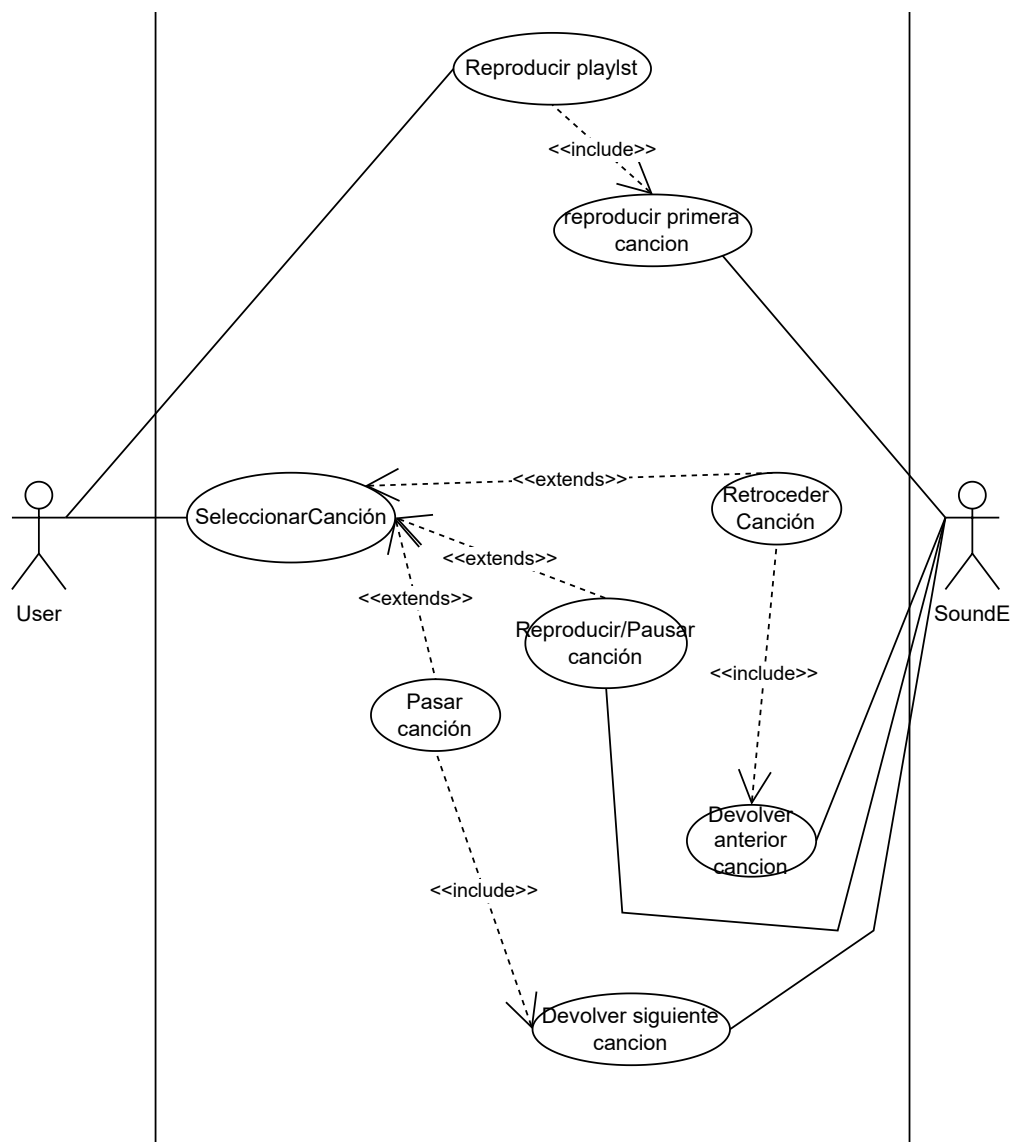 Reproducir playlst
<<include>>
reproducir primera
cancion
<<extends>>
Retroceder
Canción
SeleccionarCanción
<<extends>>
<<extends>>
User
SoundE
Reproducir/Pausar
canción
<<include>>
Pasar
canción
Devolver
anterior
cancion
<<include>>
Devolver siguiente
cancion